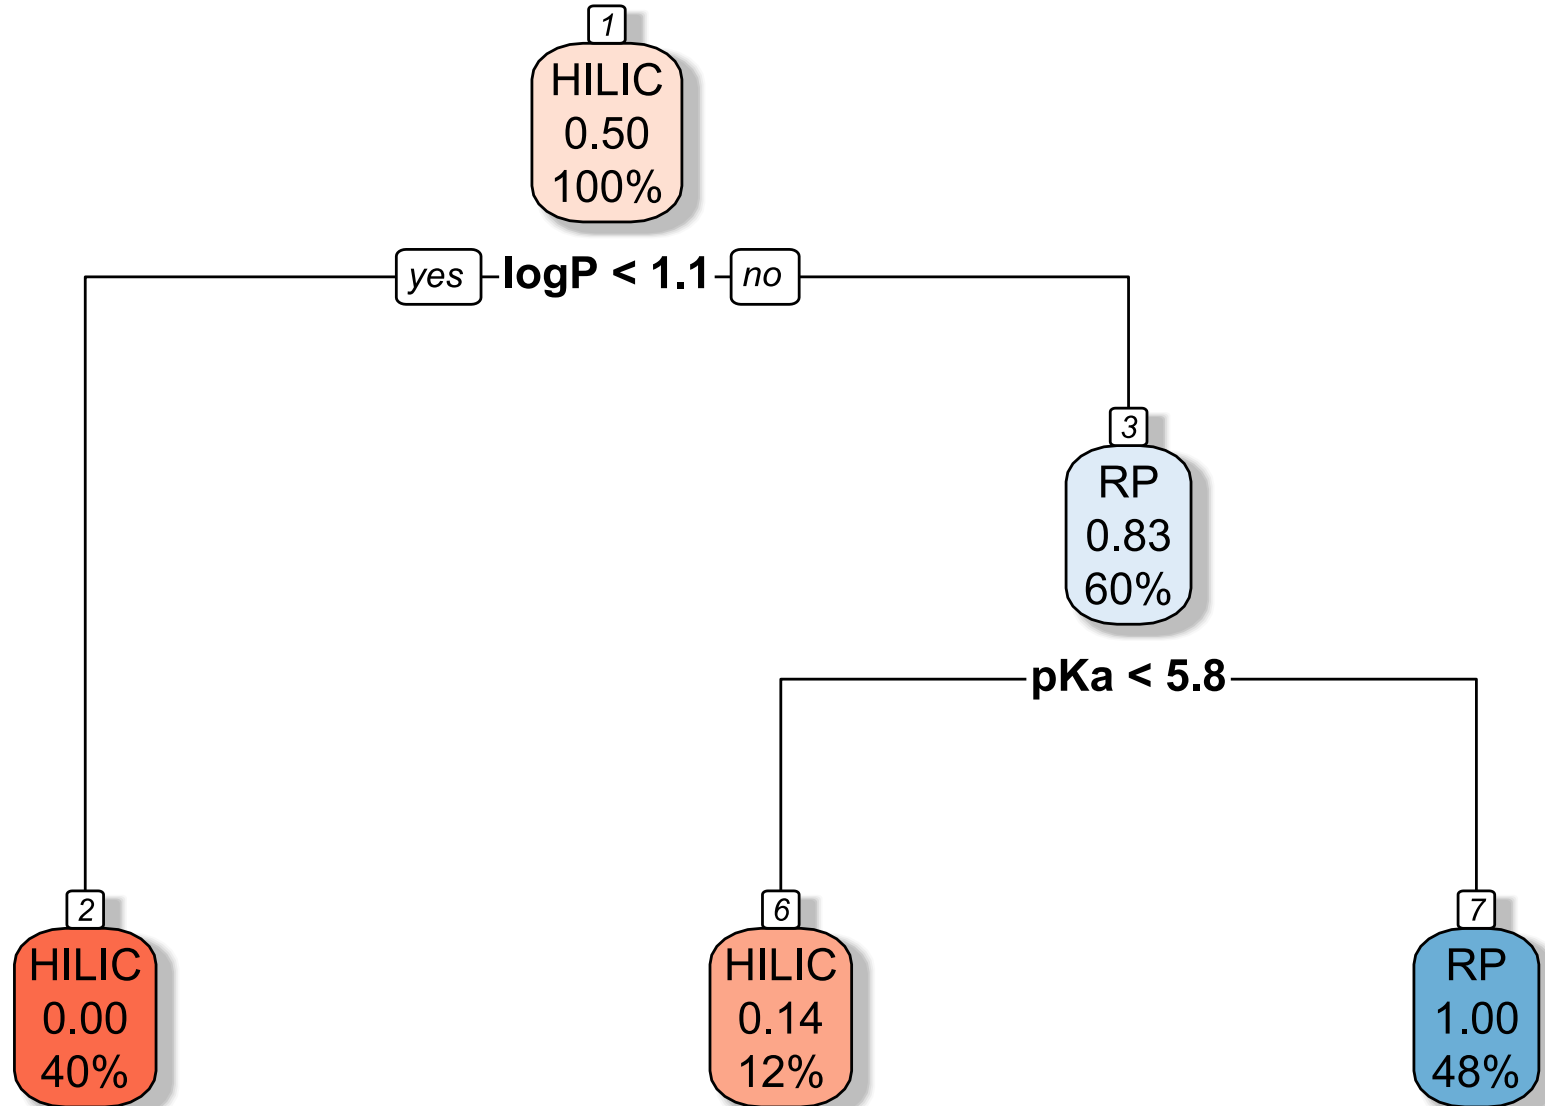 1
HILIC
0.50
100%
yes logP < 1.1 no
3
RP
0.83
60%
pKa < 5.8
2
HILIC
0.00
40%
6
HILIC
0.14
12%
7
RP
1.00
48%